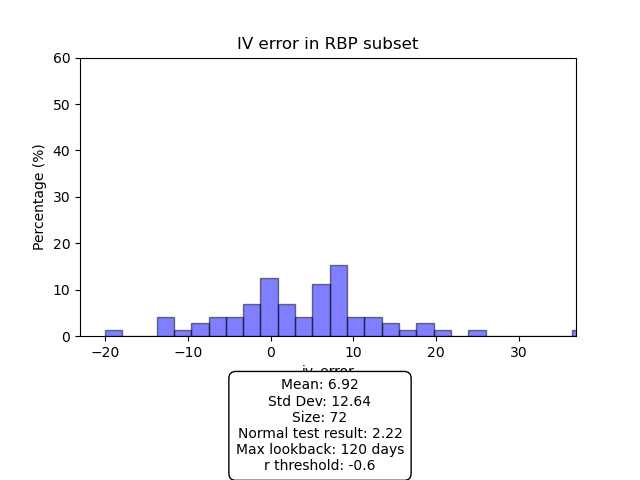 IV error in RBP subset
60
50
40
30
20
10
0
Percentage (%)
−20
−10
0
10
20
30
iv_error
Mean: 6.92
Std Dev: 12.64
Size: 72
Normal test result: 2.22
Max lookback: 120 days
r threshold: -0.6